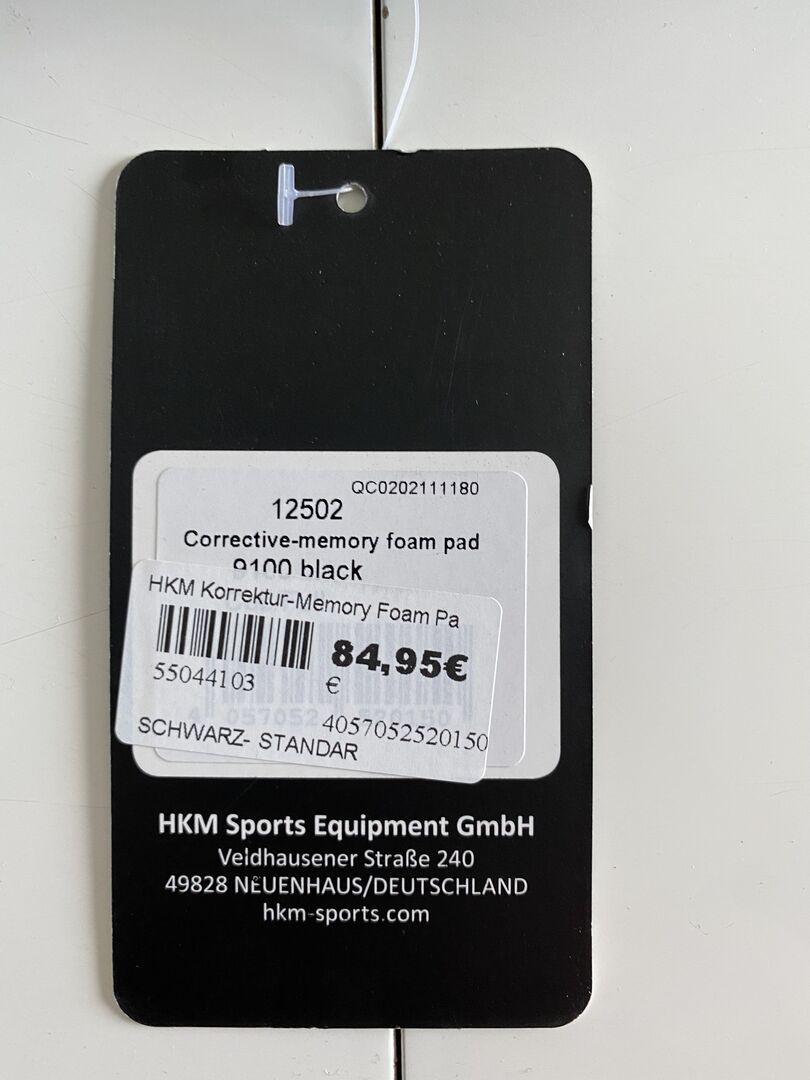 QC0202111180
12502
Corrective-memory foam pad
9100 black
HKM Korrektur-Memory Foam Pa
84,95€
55044103
€
4057052520150
SCHWARZ- STANDAR
HKM Sports Equipment GmbH
Veldhausener Straße 240
49828 NEUENHAUS/DEUTSCHLAND
hkm-sports.com